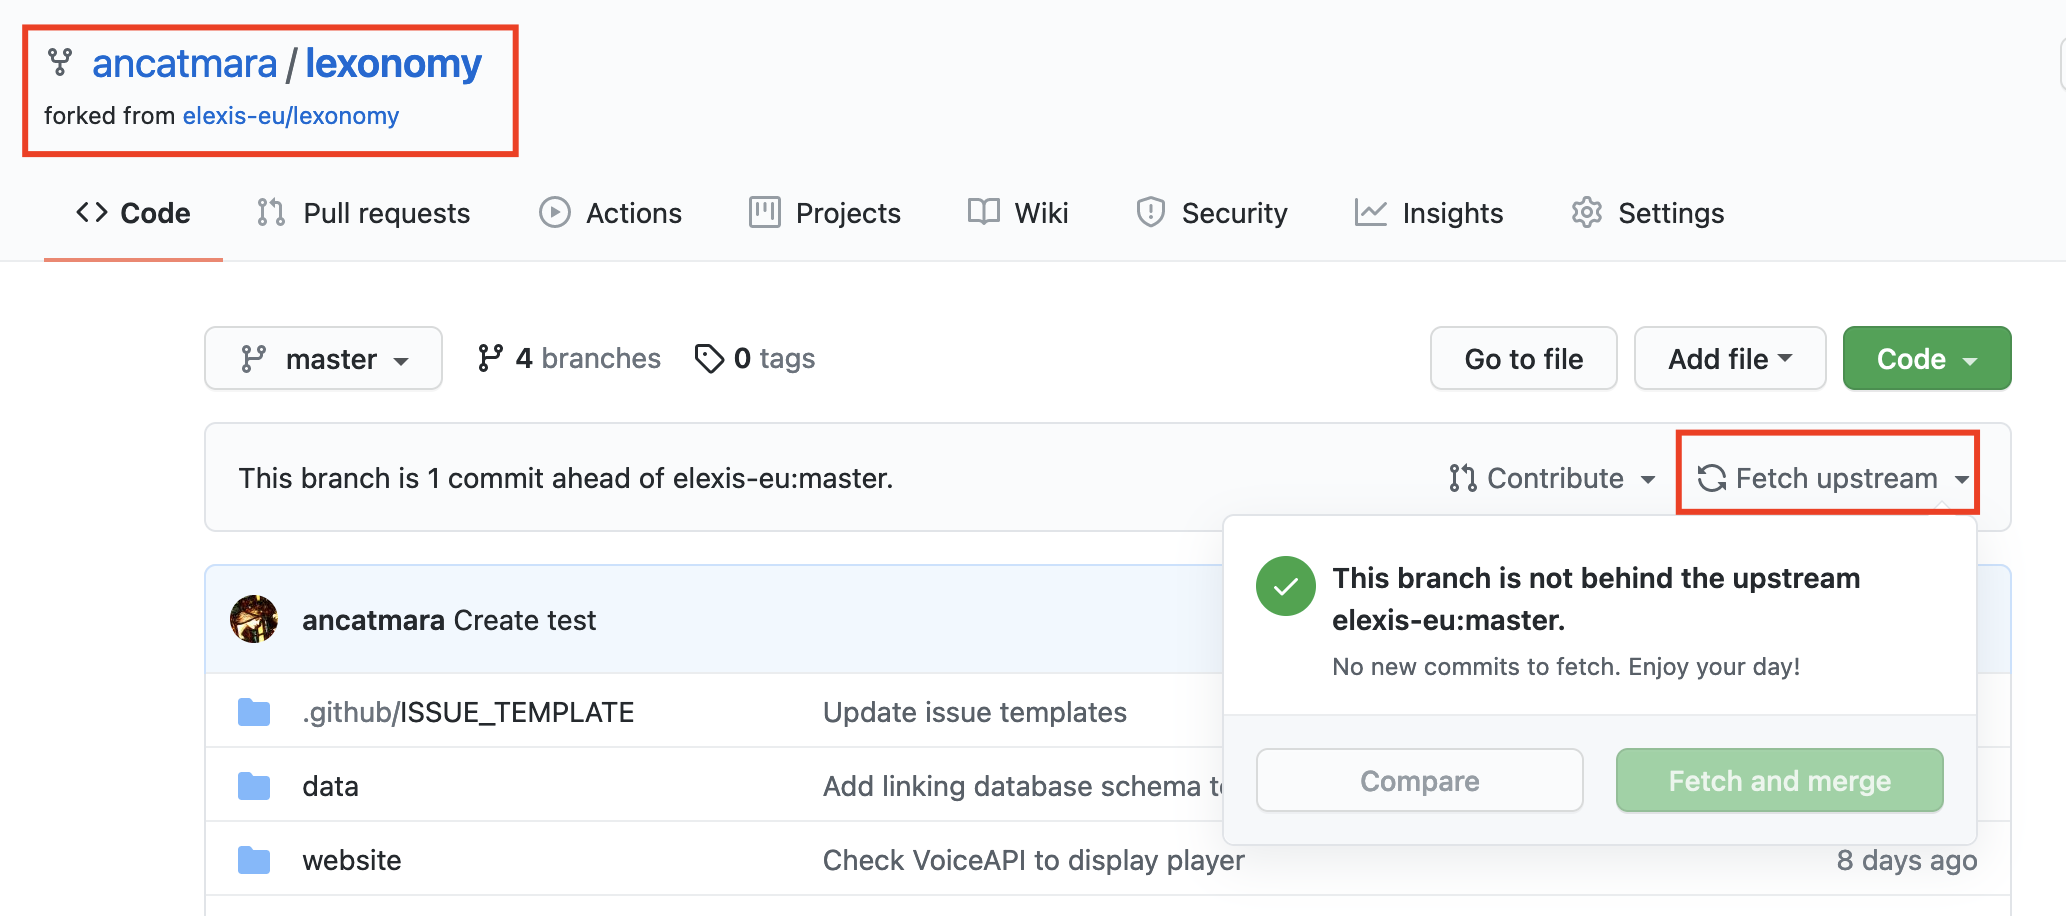 ancatmara / lexonomy
forked from elexis-eu/lexonomy
Code Pull requests Actions Projects Wiki Security Insights Settings
master 4 branches 0 tags Go to file Add file Code
This branch is 1 commit ahead of elexis-eu:master. Contribute Fetch upstream
This branch is not behind the upstream
elexis-eu:master.
No new commits to fetch. Enjoy your day!
Compare Fetch and merge
ancatmara Create test
.github/ISSUE_TEMPLATE Update issue templates
data Add linking database schema
website Check VoiceAPI to display player 8 days ago